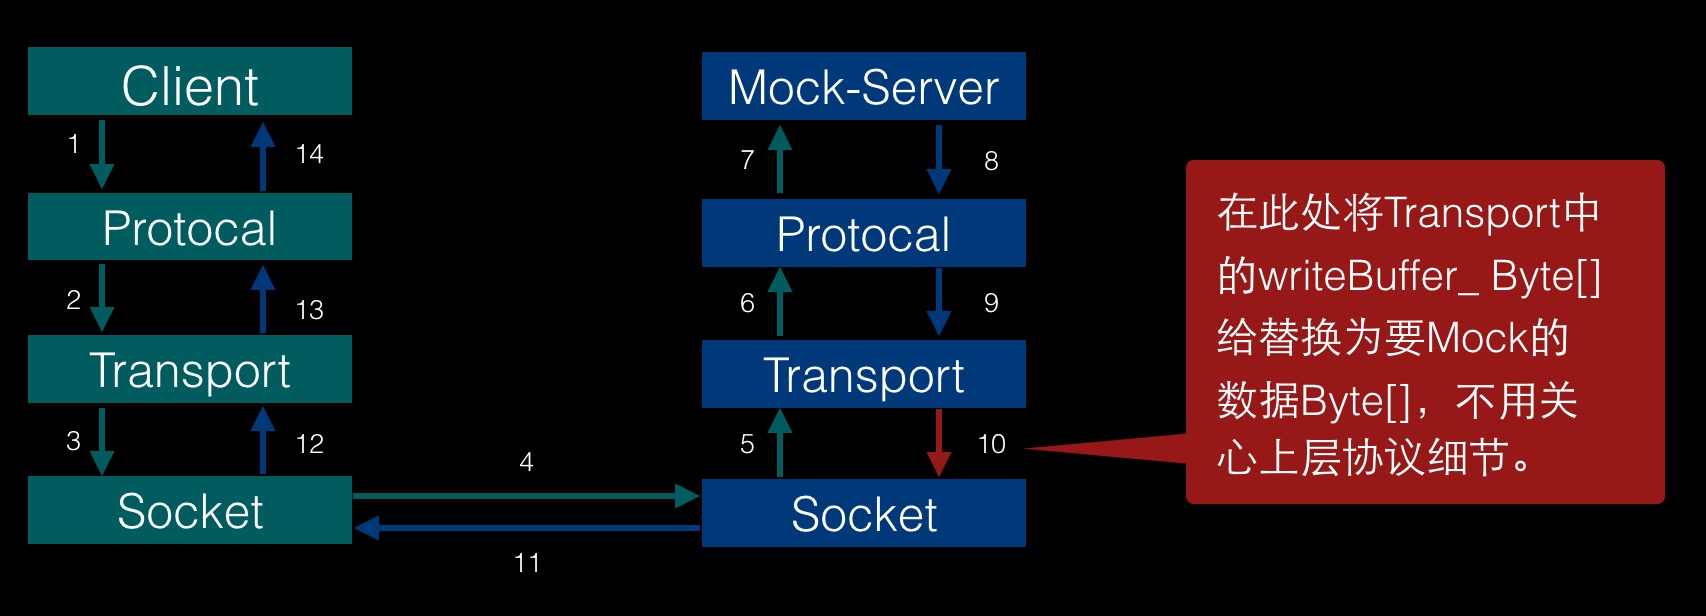 Client
1
14
Protocal
2
13
Transport
3
12
Socket
4
11
Mock-Server
7
8
Protocal
6
9
Transport
5
10
Socket
在此处将Transport中
的writeBuffer_ Byte[]
给替换为要Mock的
数据Byte[]，不用关
心上层协议细节。